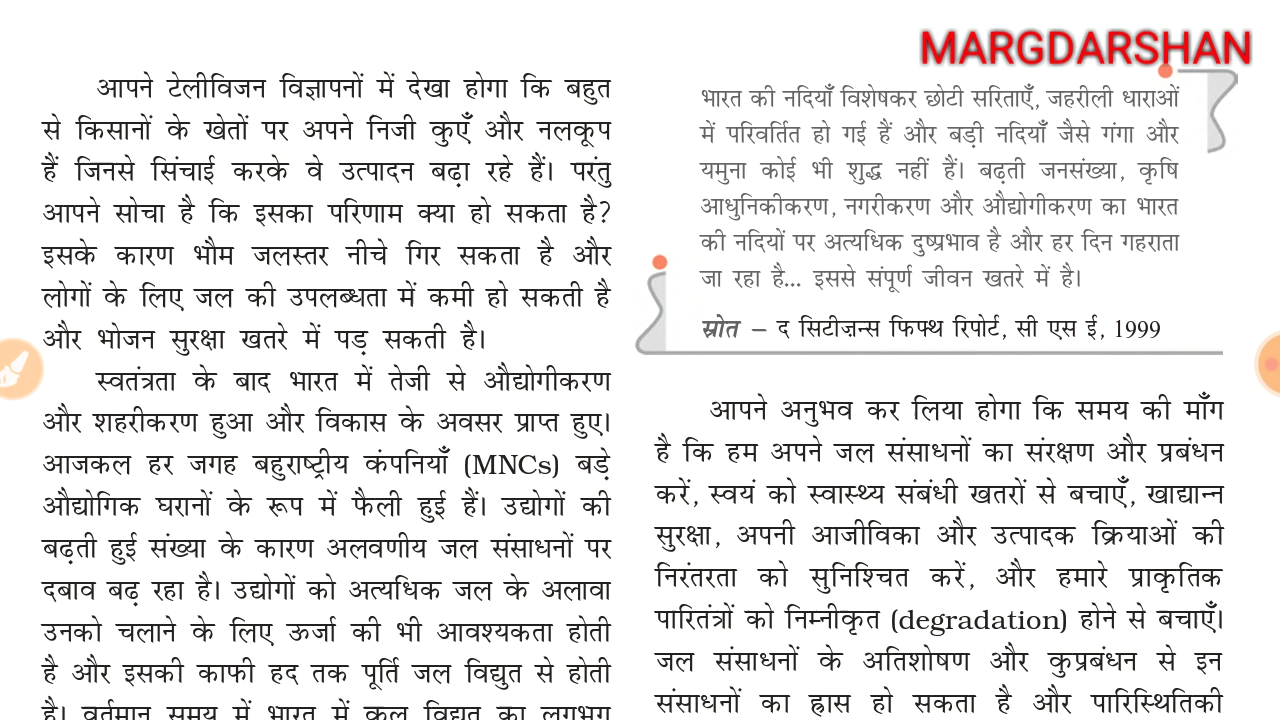 MARGDARSHAN
आपने टेलीविजन विज्ञापनों में देखा होगा कि बहुत
से किसानों के खेतों पर अपने निजी कुएँ और नलकूप
हैं जिनसे सिंचाई करके वे उत्पादन बढ़ा रहे हैं। परंतु
आपने सोचा है कि इसका परिणाम क्या हो सकता है?
इसके कारण भौम जलस्तर नीचे गिर सकता है और
लोगों के लिए जल की उपलब्धता में कमी हो सकती है
और भोजन सुरक्षा खतरे में पड़ सकती है।
स्वतंत्रता के बाद भारत में तेजी से औद्योगीकरण
और शहरीकरण हुआ और विकास के अवसर प्राप्त हुए।
आजकल हर जगह बहुराष्ट्रीय कंपनियाँ (MNCs) बड़े
औद्योगिक घरानों के रूप में फैली हुई हैं। उद्योगों की
बढ़ती हुई संख्या के कारण अलवणीय जल संसाधनों पर
दबाव बढ़ रहा है। उद्योगों को अत्यधिक जल के अलावा
उनको चलाने के लिए ऊर्जा की भी आवश्यकता होती
है और इसकी काफी हद तक पूर्ति जल विद्युत से होती
है। वर्तमान समय में भारत में कुल विद्युत का लगभग
भारत की नदियाँ विशेषकर छोटी सरिताएँ, जहरीली धाराओं
में परिवर्तित हो गई हैं और बड़ी नदियाँ जैसे गंगा और
यमुना कोई भी शुद्ध नहीं हैं। बढ़ती जनसंख्या, कृषि
आधुनिकीकरण, नगरीकरण और औद्योगीकरण का भारत
की नदियों पर अत्यधिक दुष्प्रभाव है और हर दिन गहराता
जा रहा है... इससे संपूर्ण जीवन खतरे में है।
स्रोत – द सिटीज़न्स फिफ्थ रिपोर्ट, सी एस ई, 1999
आपने अनुभव कर लिया होगा कि समय की माँग
है कि हम अपने जल संसाधनों का संरक्षण और प्रबंधन
करें, स्वयं को स्वास्थ्य संबंधी खतरों से बचाएँ, खाद्यान्न
सुरक्षा, अपनी आजीविका और उत्पादक क्रियाओं की
निरंतरता को सुनिश्चित करें, और हमारे प्राकृतिक
पारितंत्रों को निम्नीकृत (degradation) होने से बचाएँ।
जल संसाधनों के अतिशोषण और कुप्रबंधन से इन
संसाधनों का ह्रास हो सकता है और पारिस्थितिकी